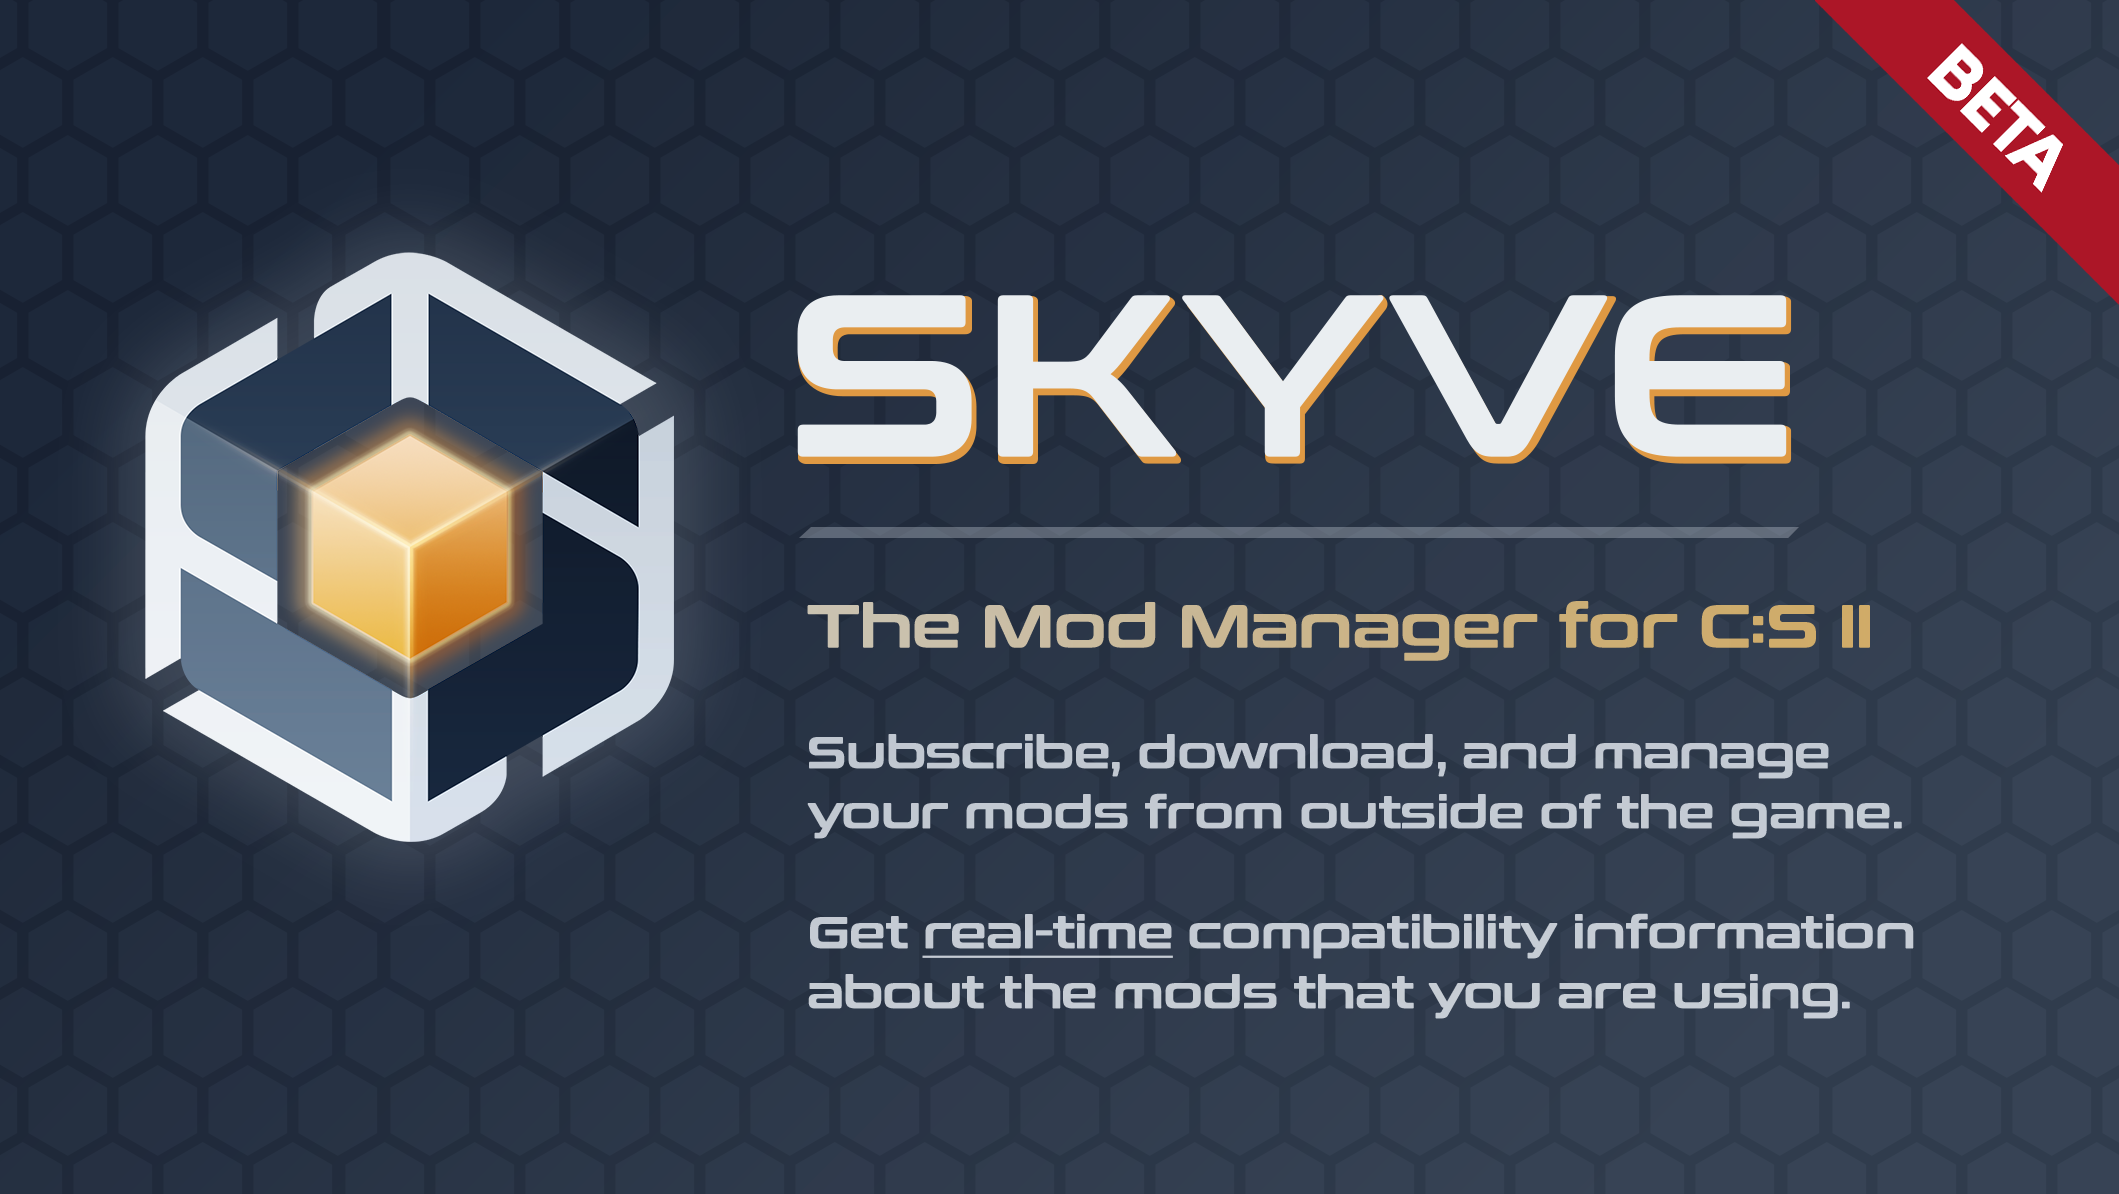 BETA
SKYVE
The Mod Manager for C:S II
Subscribe, download, and manage
your mods from outside of the game.
Get real-time compatibility information
about the mods that you are using.